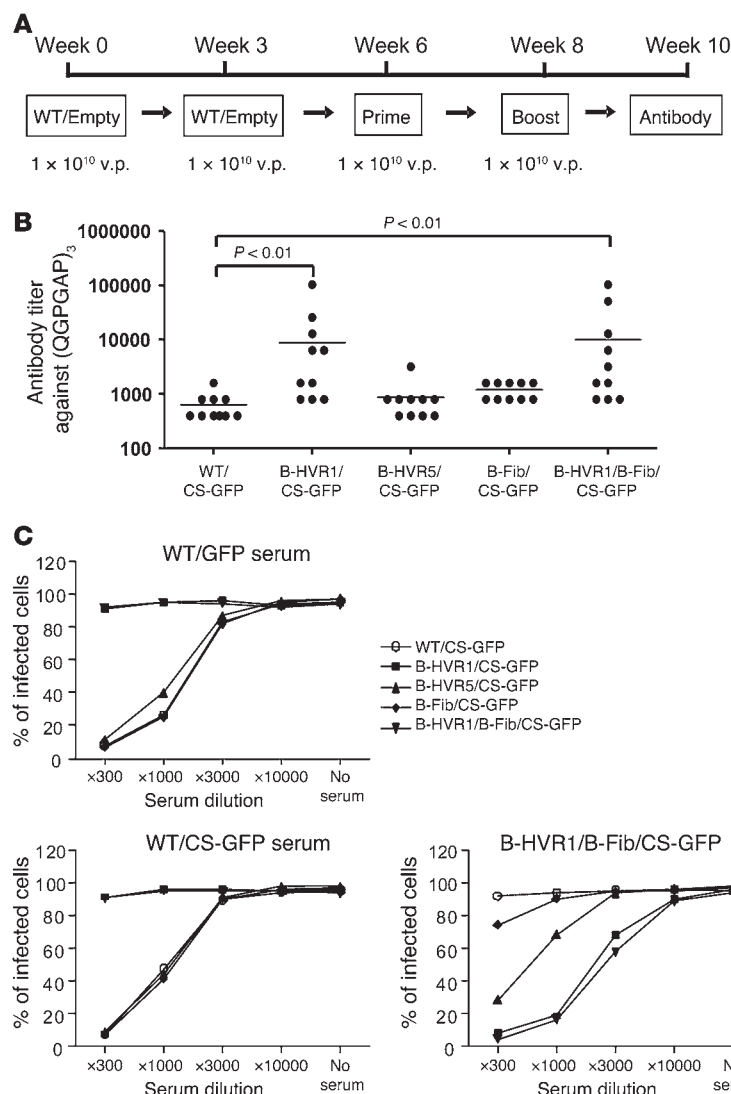 A
Week 0 Week 3 Week 6 Week 8 Week 10
WT/Empty WT/Empty Prime Boost Antibody
1 × 10¹⁰ v.p. 1 × 10¹⁰ v.p. 1 × 10¹⁰ v.p. 1 × 10¹⁰ v.p.
B
Antibody titer
against (QGPGAP)₃
1000000
100000
10000
1000
100
P < 0.01
P < 0.01
WT/
CS-GFP
B-HVR1/
CS-GFP
B-HVR5/
CS-GFP
B-Fib/
CS-GFP
B-HVR1/B-Fib/
CS-GFP
C
WT/GFP serum
% of infected cells
120
100
80
60
40
20
0
×300 ×1000 ×3000 ×10000 No
serum
Serum dilution
WT/CS-GFP
B-HVR1/CS-GFP
B-HVR5/CS-GFP
B-Fib/CS-GFP
B-HVR1/B-Fib/CS-GFP
WT/CS-GFP serum
% of infected cells
120
100
80
60
40
20
0
×300 ×1000 ×3000 ×10000 No
serum
Serum dilution
B-HVR1/B-Fib/CS-GFP
% of infected cells
120
100
80
60
40
20
0
×300 ×1000 ×3000 ×10000
Serum dilution